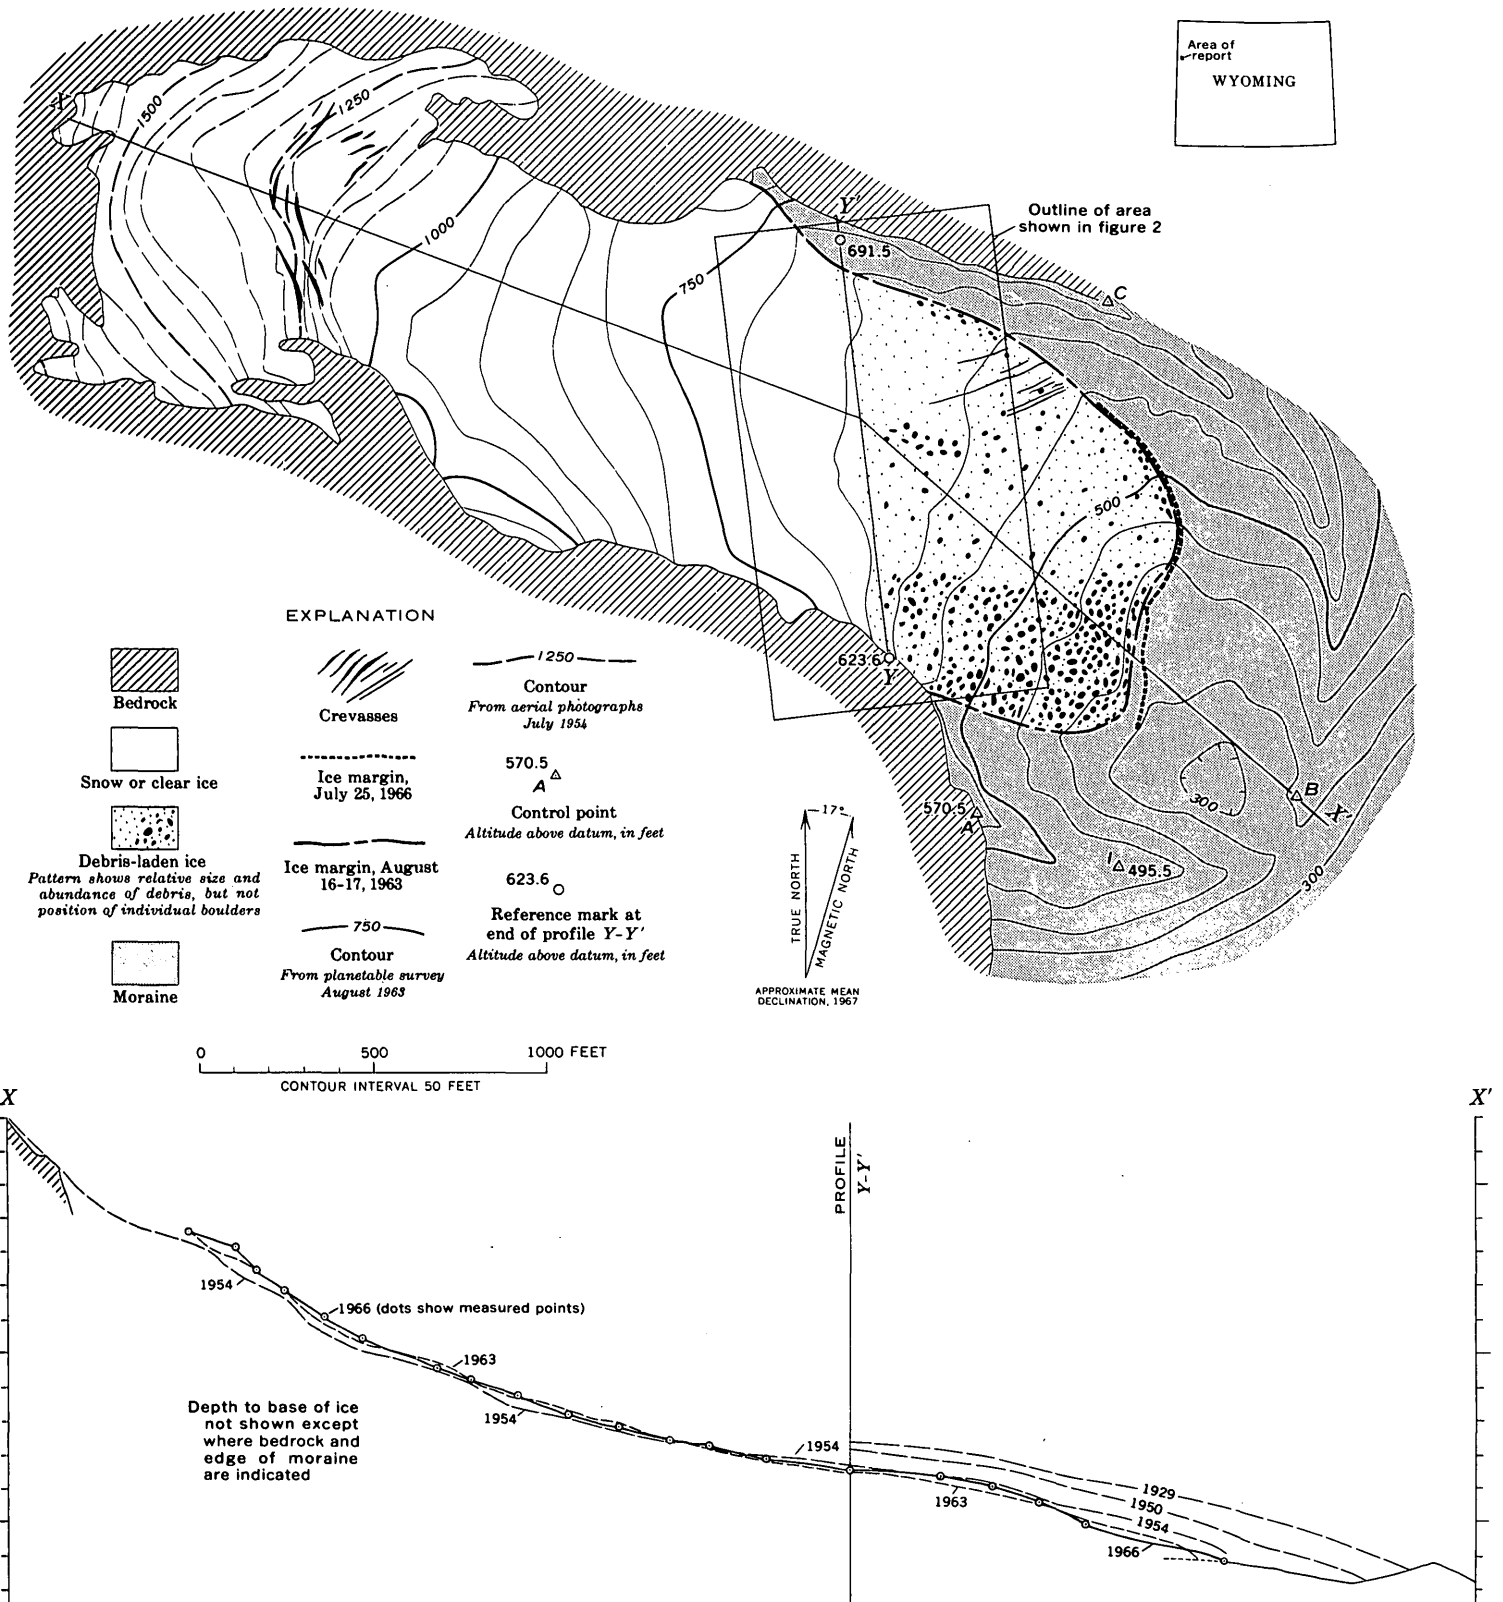 Area of
report
WYOMING
X
1500
1250
1000
750
Y'
691.5
Outline of area
shown in figure 2
C
500
623.6
Y
300
B
X'
570.5
A
I
495.5
300
EXPLANATION
Bedrock
Snow or clear ice
Debris-laden ice
Pattern shows relative size and
abundance of debris, but not
position of individual boulders
Moraine
Crevasses
Ice margin,
July 25, 1966
Ice margin, August
16-17, 1963
750
Contour
From planetable survey
August 1963
1250
Contour
From aerial photographs
July 1954
570.5
A
Control point
Altitude above datum, in feet
623.6
Reference mark at
end of profile Y-Y'
Altitude above datum, in feet
17°
TRUE NORTH
MAGNETIC NORTH
APPROXIMATE MEAN
DECLINATION, 1967
0 500 1000 FEET
CONTOUR INTERVAL 50 FEET
X
X'
PROFILE
Y-Y'
1954
1966 (dots show measured points)
1963
1954
Depth to base of ice
not shown except
where bedrock and
edge of moraine
are indicated
1954
1963
1929
1950
1954
1966